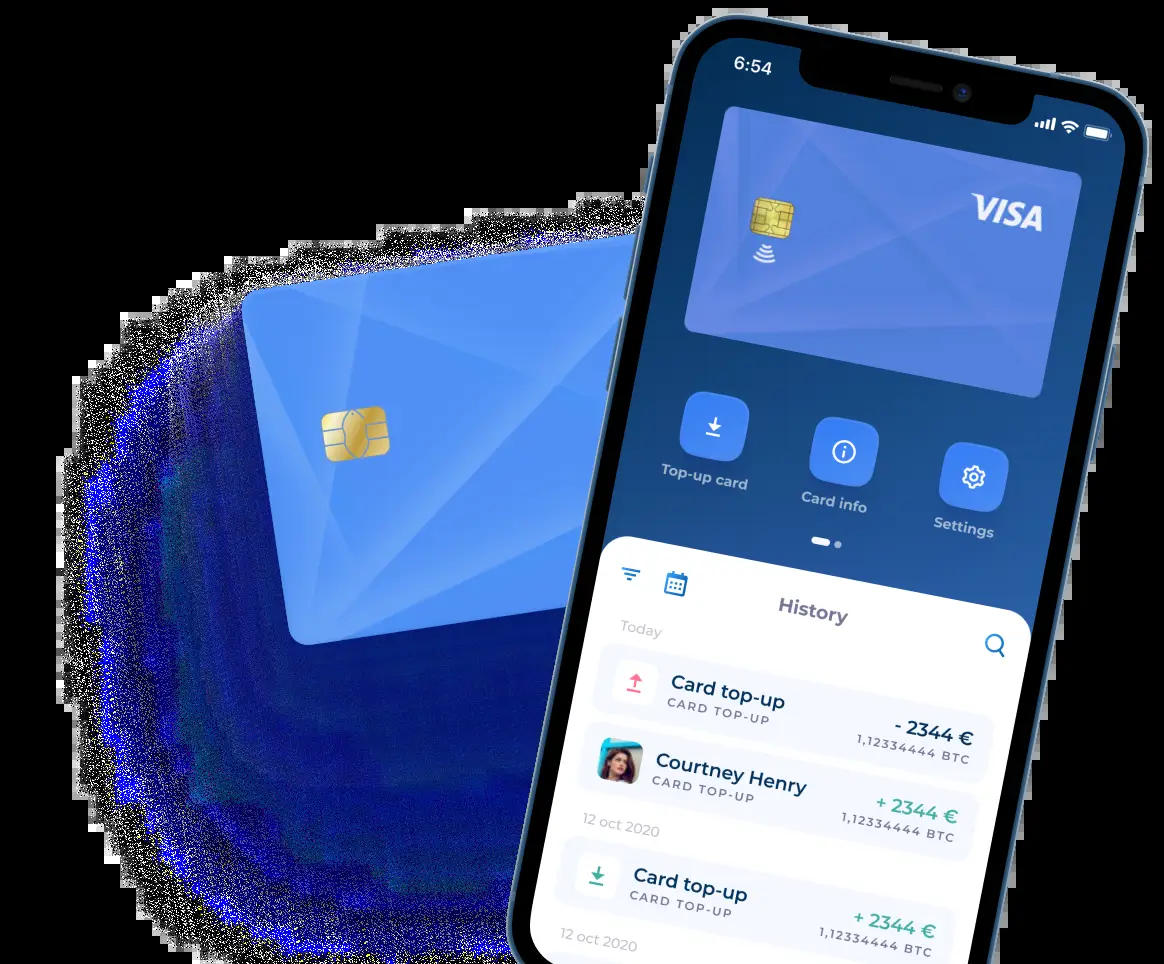 6:54
VISA
Top-up card
Card info
Settings
History
Today
Card top-up
CARD TOP-UP
- 2344 €
1,12334444 BTC
Courtney Henry
CARD TOP-UP
+ 2344 €
1,12334444 BTC
12 oct 2020
Card top-up
CARD TOP-UP
+ 2344 €
1,12334444 BTC
12 oct 2020